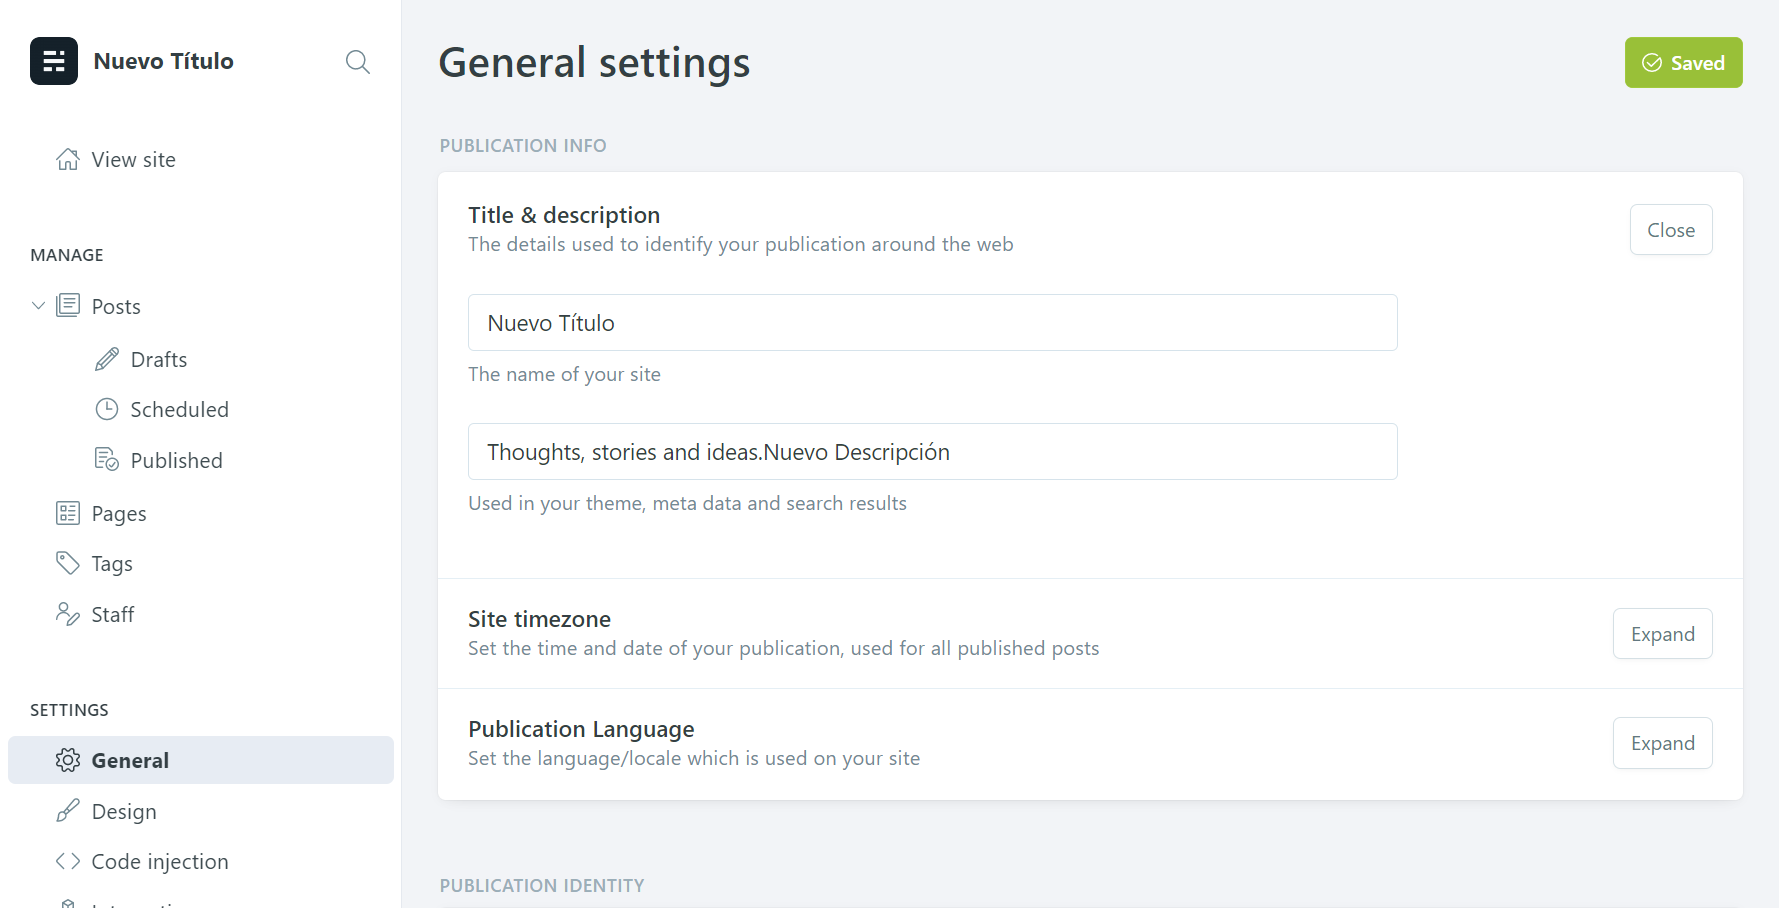 Nuevo Título
View site
MANAGE
Posts
Drafts
Scheduled
Published
Pages
Tags
Staff
SETTINGS
General
Design
Code injection
General settings
Saved
PUBLICATION INFO
Title & description
The details used to identify your publication around the web
Close
Nuevo Título
The name of your site
Thoughts, stories and ideas.Nuevo Descripción
Used in your theme, meta data and search results
Site timezone
Set the time and date of your publication, used for all published posts
Expand
Publication Language
Set the language/locale which is used on your site
Expand
PUBLICATION IDENTITY